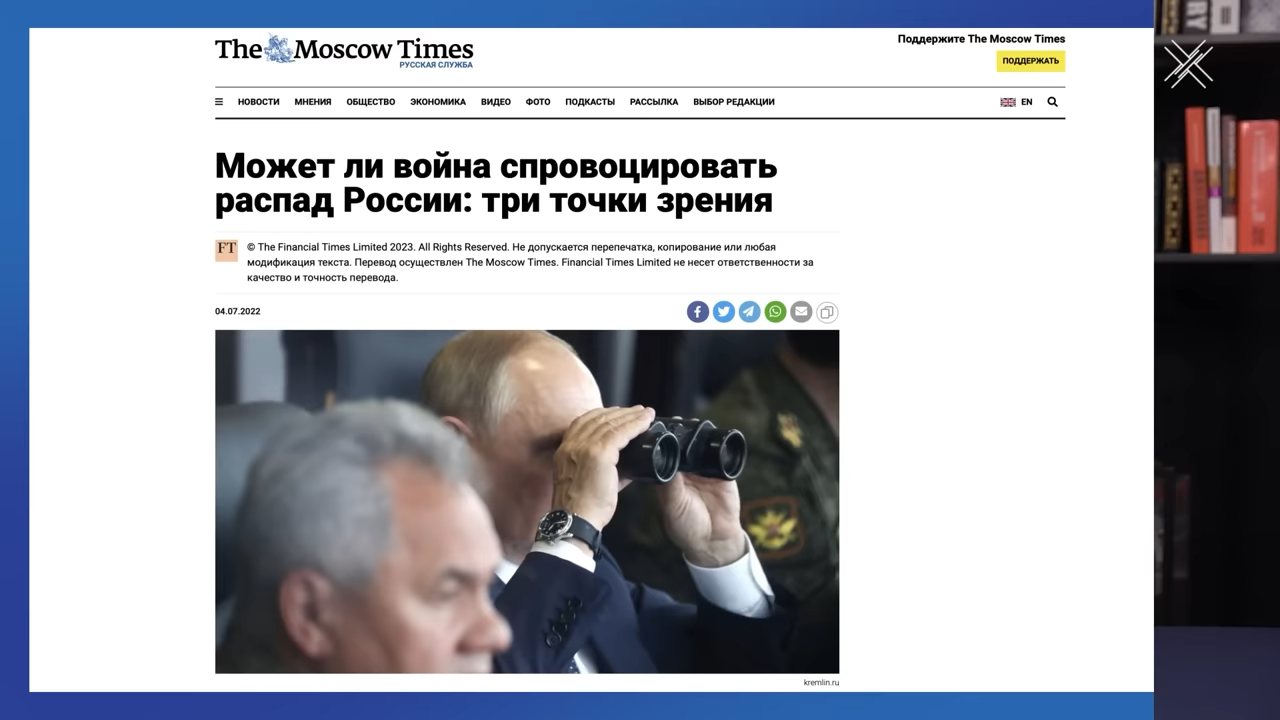 The Moscow Times
РУССКАЯ СЛУЖБА
Поддержите The Moscow Times
ПОДДЕРЖАТЬ
НОВОСТИ МНЕНИЯ ОБЩЕСТВО ЭКОНОМИКА ВИДЕО ФОТО ПОДКАСТЫ РАССЫЛКА ВЫБОР РЕДАКЦИИ EN
Может ли война спровоцировать
распад России: три точки зрения
FT
© The Financial Times Limited 2023. All Rights Reserved. Не допускается перепечатка, копирование или любая
модификация текста. Перевод осуществлен The Moscow Times. Financial Times Limited не несет ответственности за
качество и точность перевода.
04.07.2022
kremlin.ru